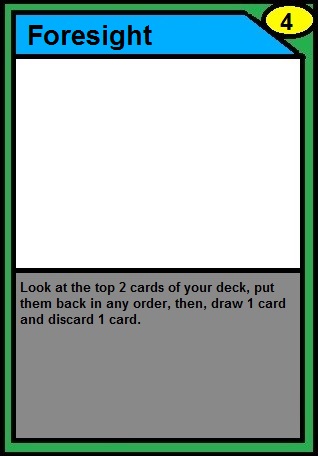 Foresight
4
Look at the top 2 cards of your deck, put
them back in any order, then, draw 1 card
and discard 1 card.